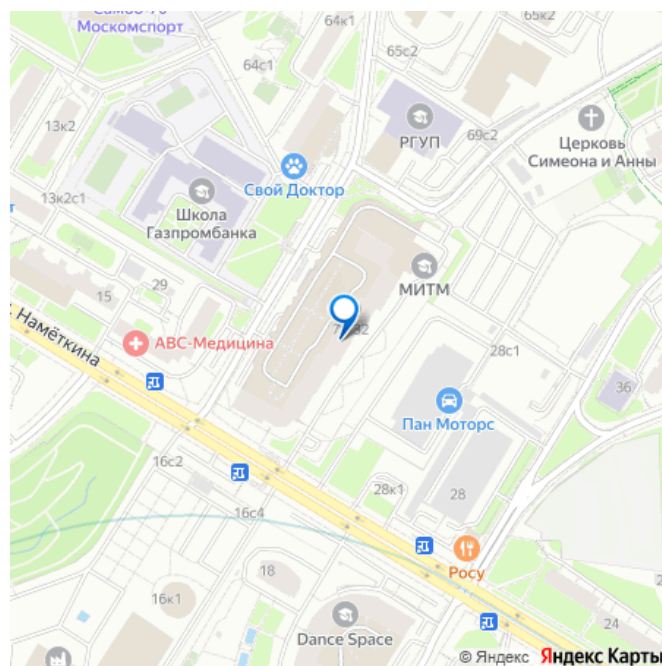 Самбо-70
Москомспорт
64к1
65с2
64с1
13к2
РГУП
69с2
Церковь
Симеона и Анны
Свой Доктор
13к2с1
Школа
Газпромбанка
т
МИТМ
29
15
Намёткина
АВС-Медицина
28с1
36
Пан Моторс
16с2
28к1
28
16с4
Росу
18
16к1
24
Dance Space
© Яндекс Яндекс Карты